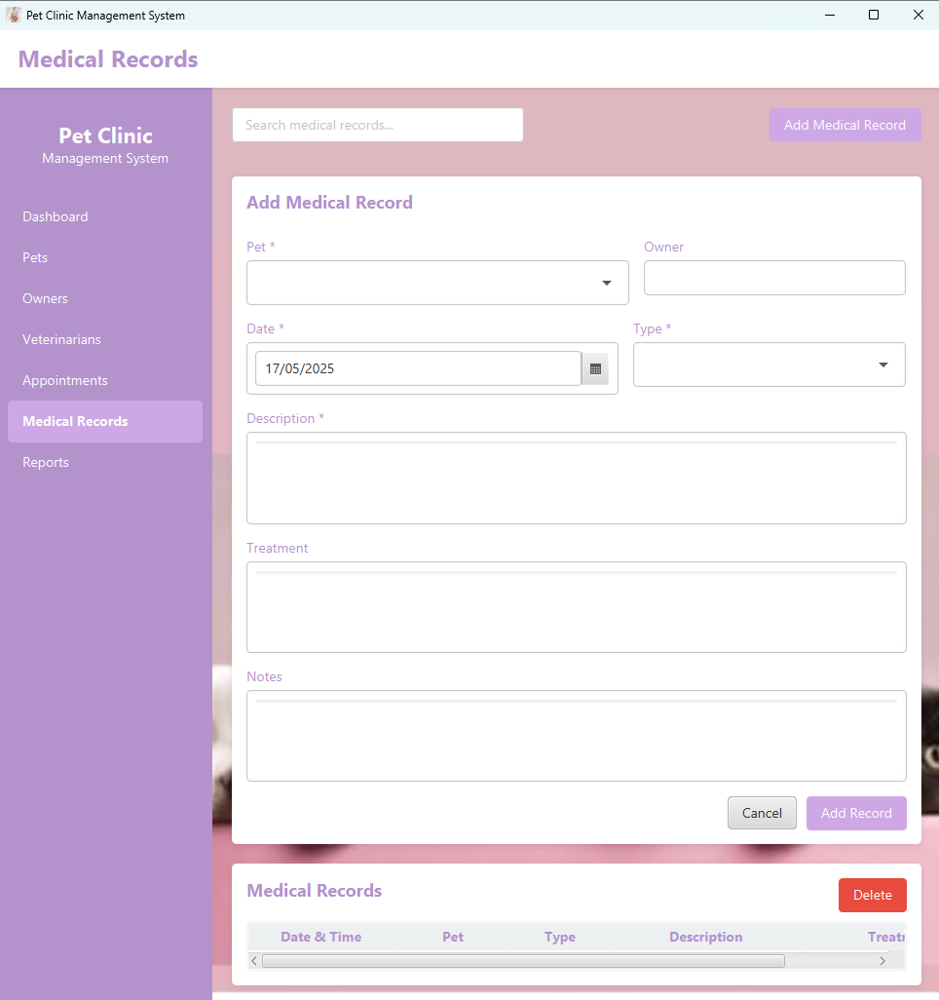 Pet Clinic Management System
Medical Records
Pet Clinic
Management System
Dashboard
Pets
Owners
Veterinarians
Appointments
Medical Records
Reports
Search medical records...
Add Medical Record
Add Medical Record
Pet *
Owner
Date *
Type *
17/05/2025
Description *
Treatment
Notes
Cancel
Add Record
Medical Records
Delete
Date & Time Pet Type Description